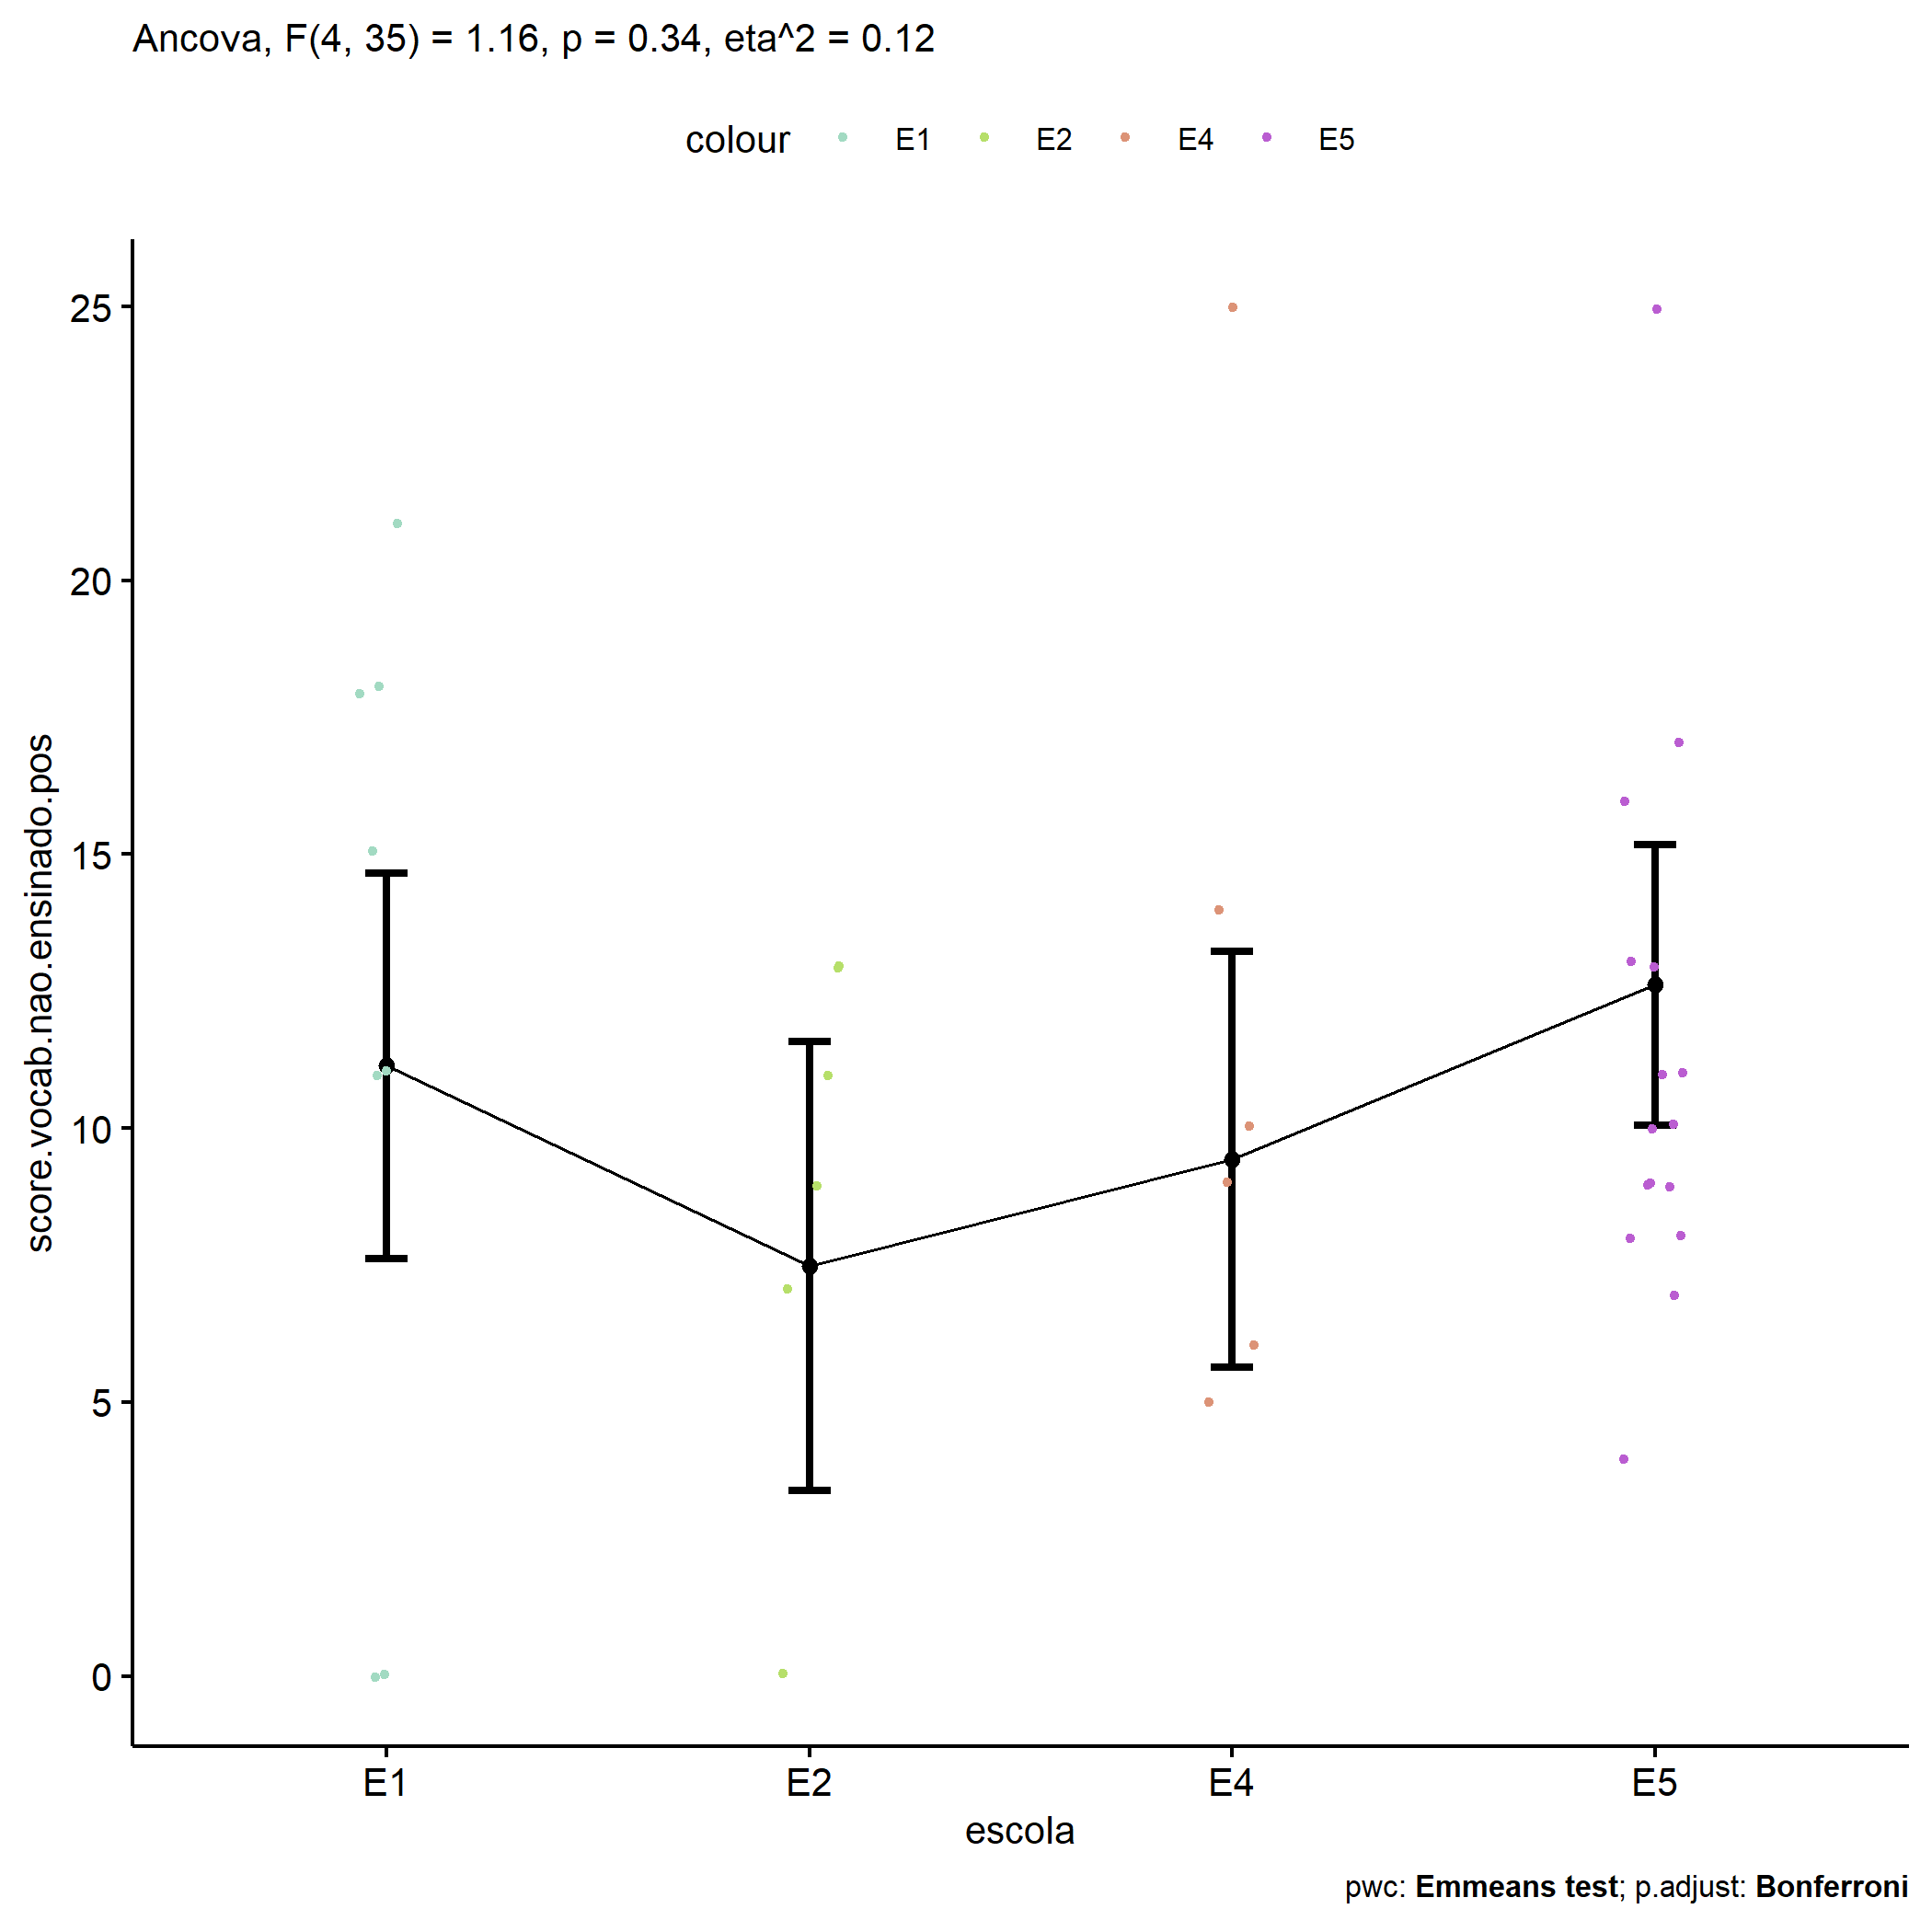 Ancova, F(4, 35) = 1.16, p = 0.34, eta^2 = 0.12
colour E1 E2 E4 E5
score.vocab.nao.ensinado.pos
25
20
15
10
5
0
E1 E2 E4 E5
escola
pwc: Emmeans test; p.adjust: Bonferroni